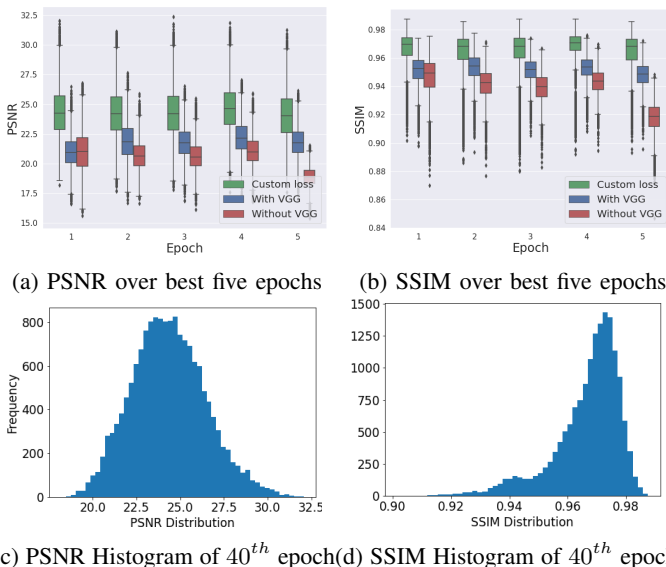 32.5
30.0
27.5
25.0
22.5
20.0
17.5
15.0
PSNR
Custom loss
With VGG
Without VGG
1 2 3 4 5
Epoch
0.98
0.96
0.94
0.92
0.90
0.88
0.86
0.84
SSIM
Custom loss
With VGG
Without VGG
1 2 3 4 5
Epoch
(a) PSNR over best five epochs
(b) SSIM over best five epochs
800
600
400
200
0
Frequency
20.0 22.5 25.0 27.5 30.0 32.5
PSNR Distribution
1500
1250
1000
750
500
250
0
0.90 0.92 0.94 0.96 0.98
SSIM Distribution
c) PSNR Histogram of 40th epoch
(d) SSIM Histogram of 40th epoc